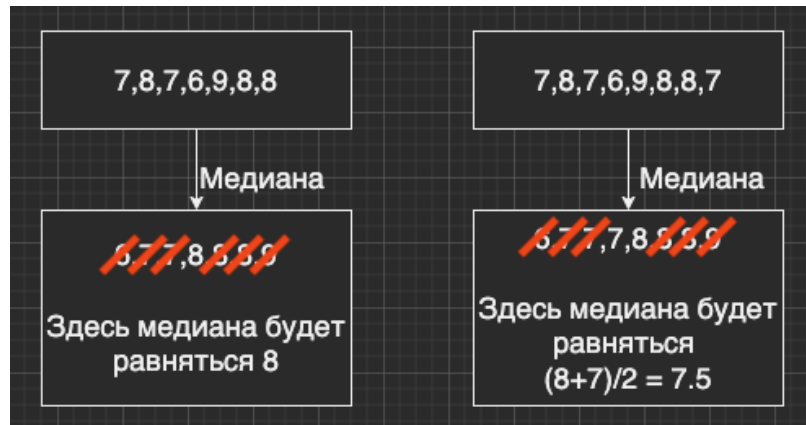 7,8,7,6,9,8,8
Медиана
6,7,7,8,8,8,9
Здесь медиана будет
равняться 8
7,8,7,6,9,8,8,7
Медиана
6,7,7,7,8,8,8,9
Здесь медиана будет
равняться
(8+7)/2 = 7.5